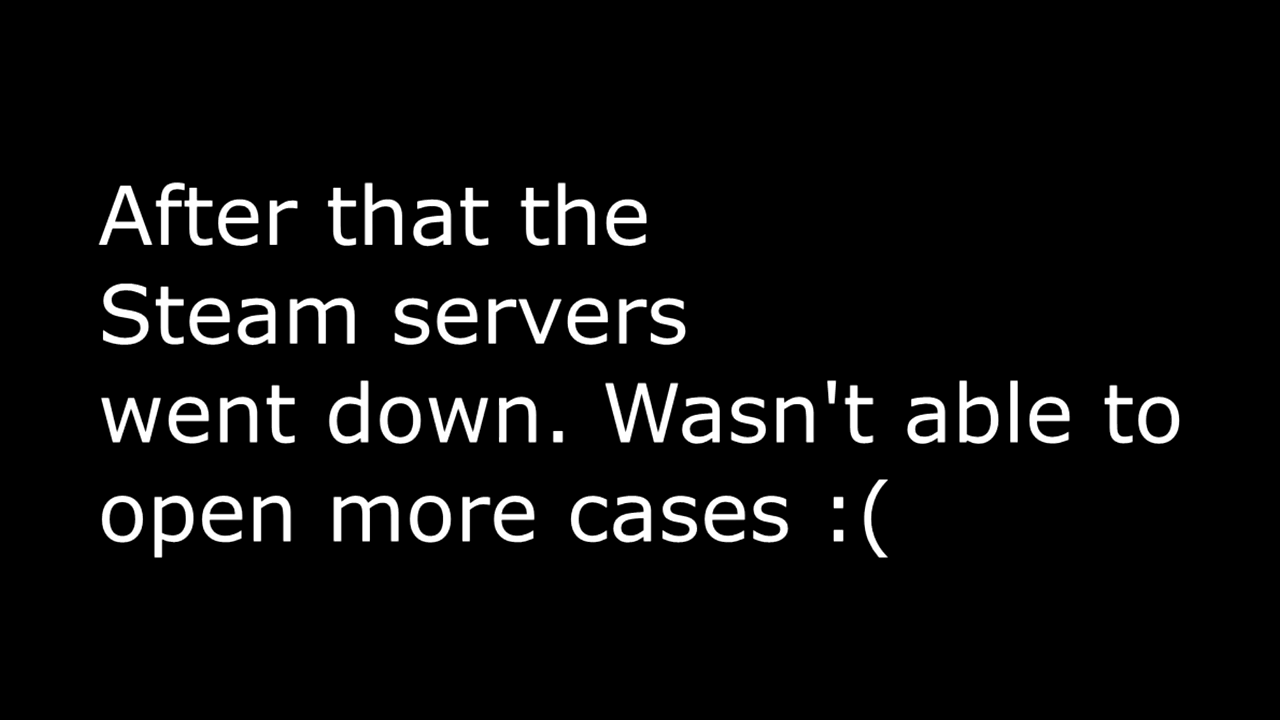 After that the
Steam servers
went down. Wasn't able to
open more cases :(